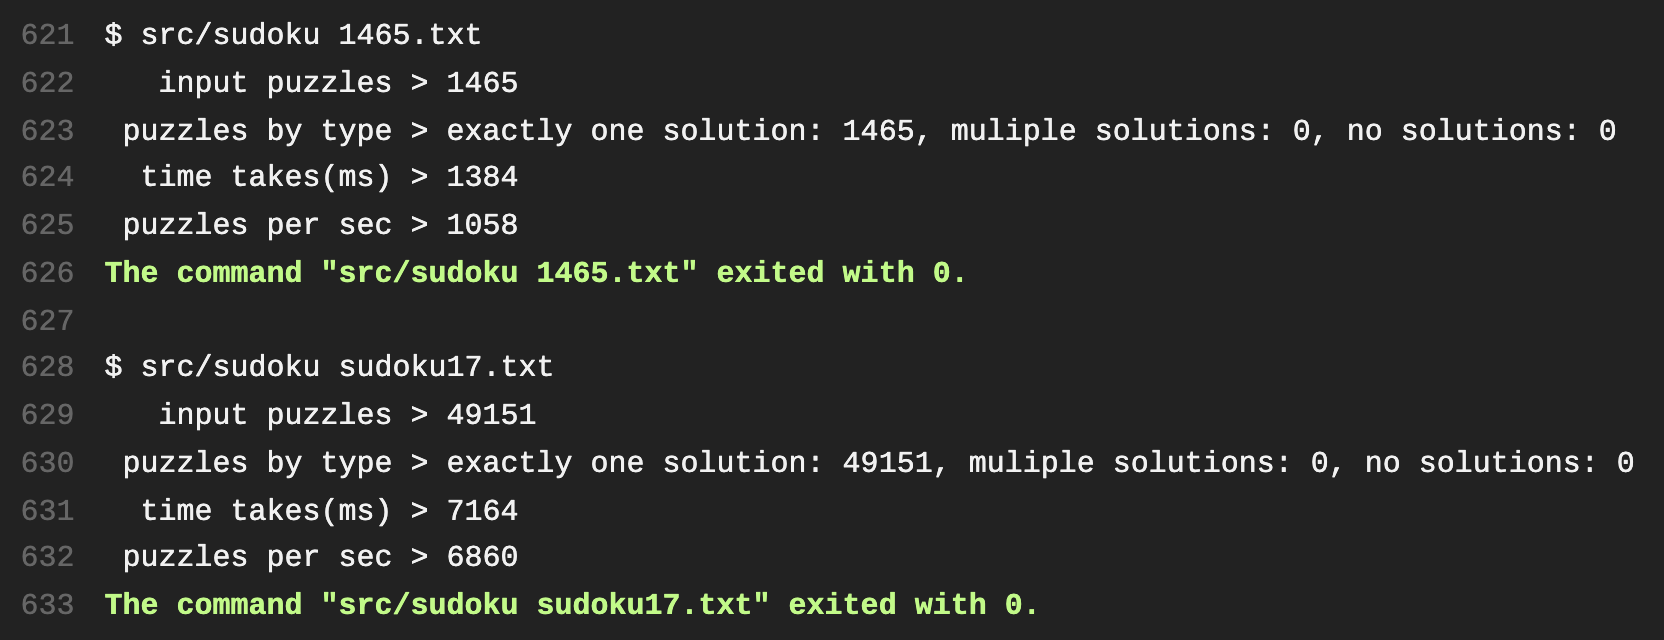 621 $ src/sudoku 1465.txt
622    input puzzles > 1465
623  puzzles by type > exactly one solution: 1465, muliple solutions: 0, no solutions: 0
624   time takes(ms) > 1384
625  puzzles per sec > 1058
626 The command "src/sudoku 1465.txt" exited with 0.
627
628 $ src/sudoku sudoku17.txt
629    input puzzles > 49151
630  puzzles by type > exactly one solution: 49151, muliple solutions: 0, no solutions: 0
631   time takes(ms) > 7164
632  puzzles per sec > 6860
633 The command "src/sudoku sudoku17.txt" exited with 0.